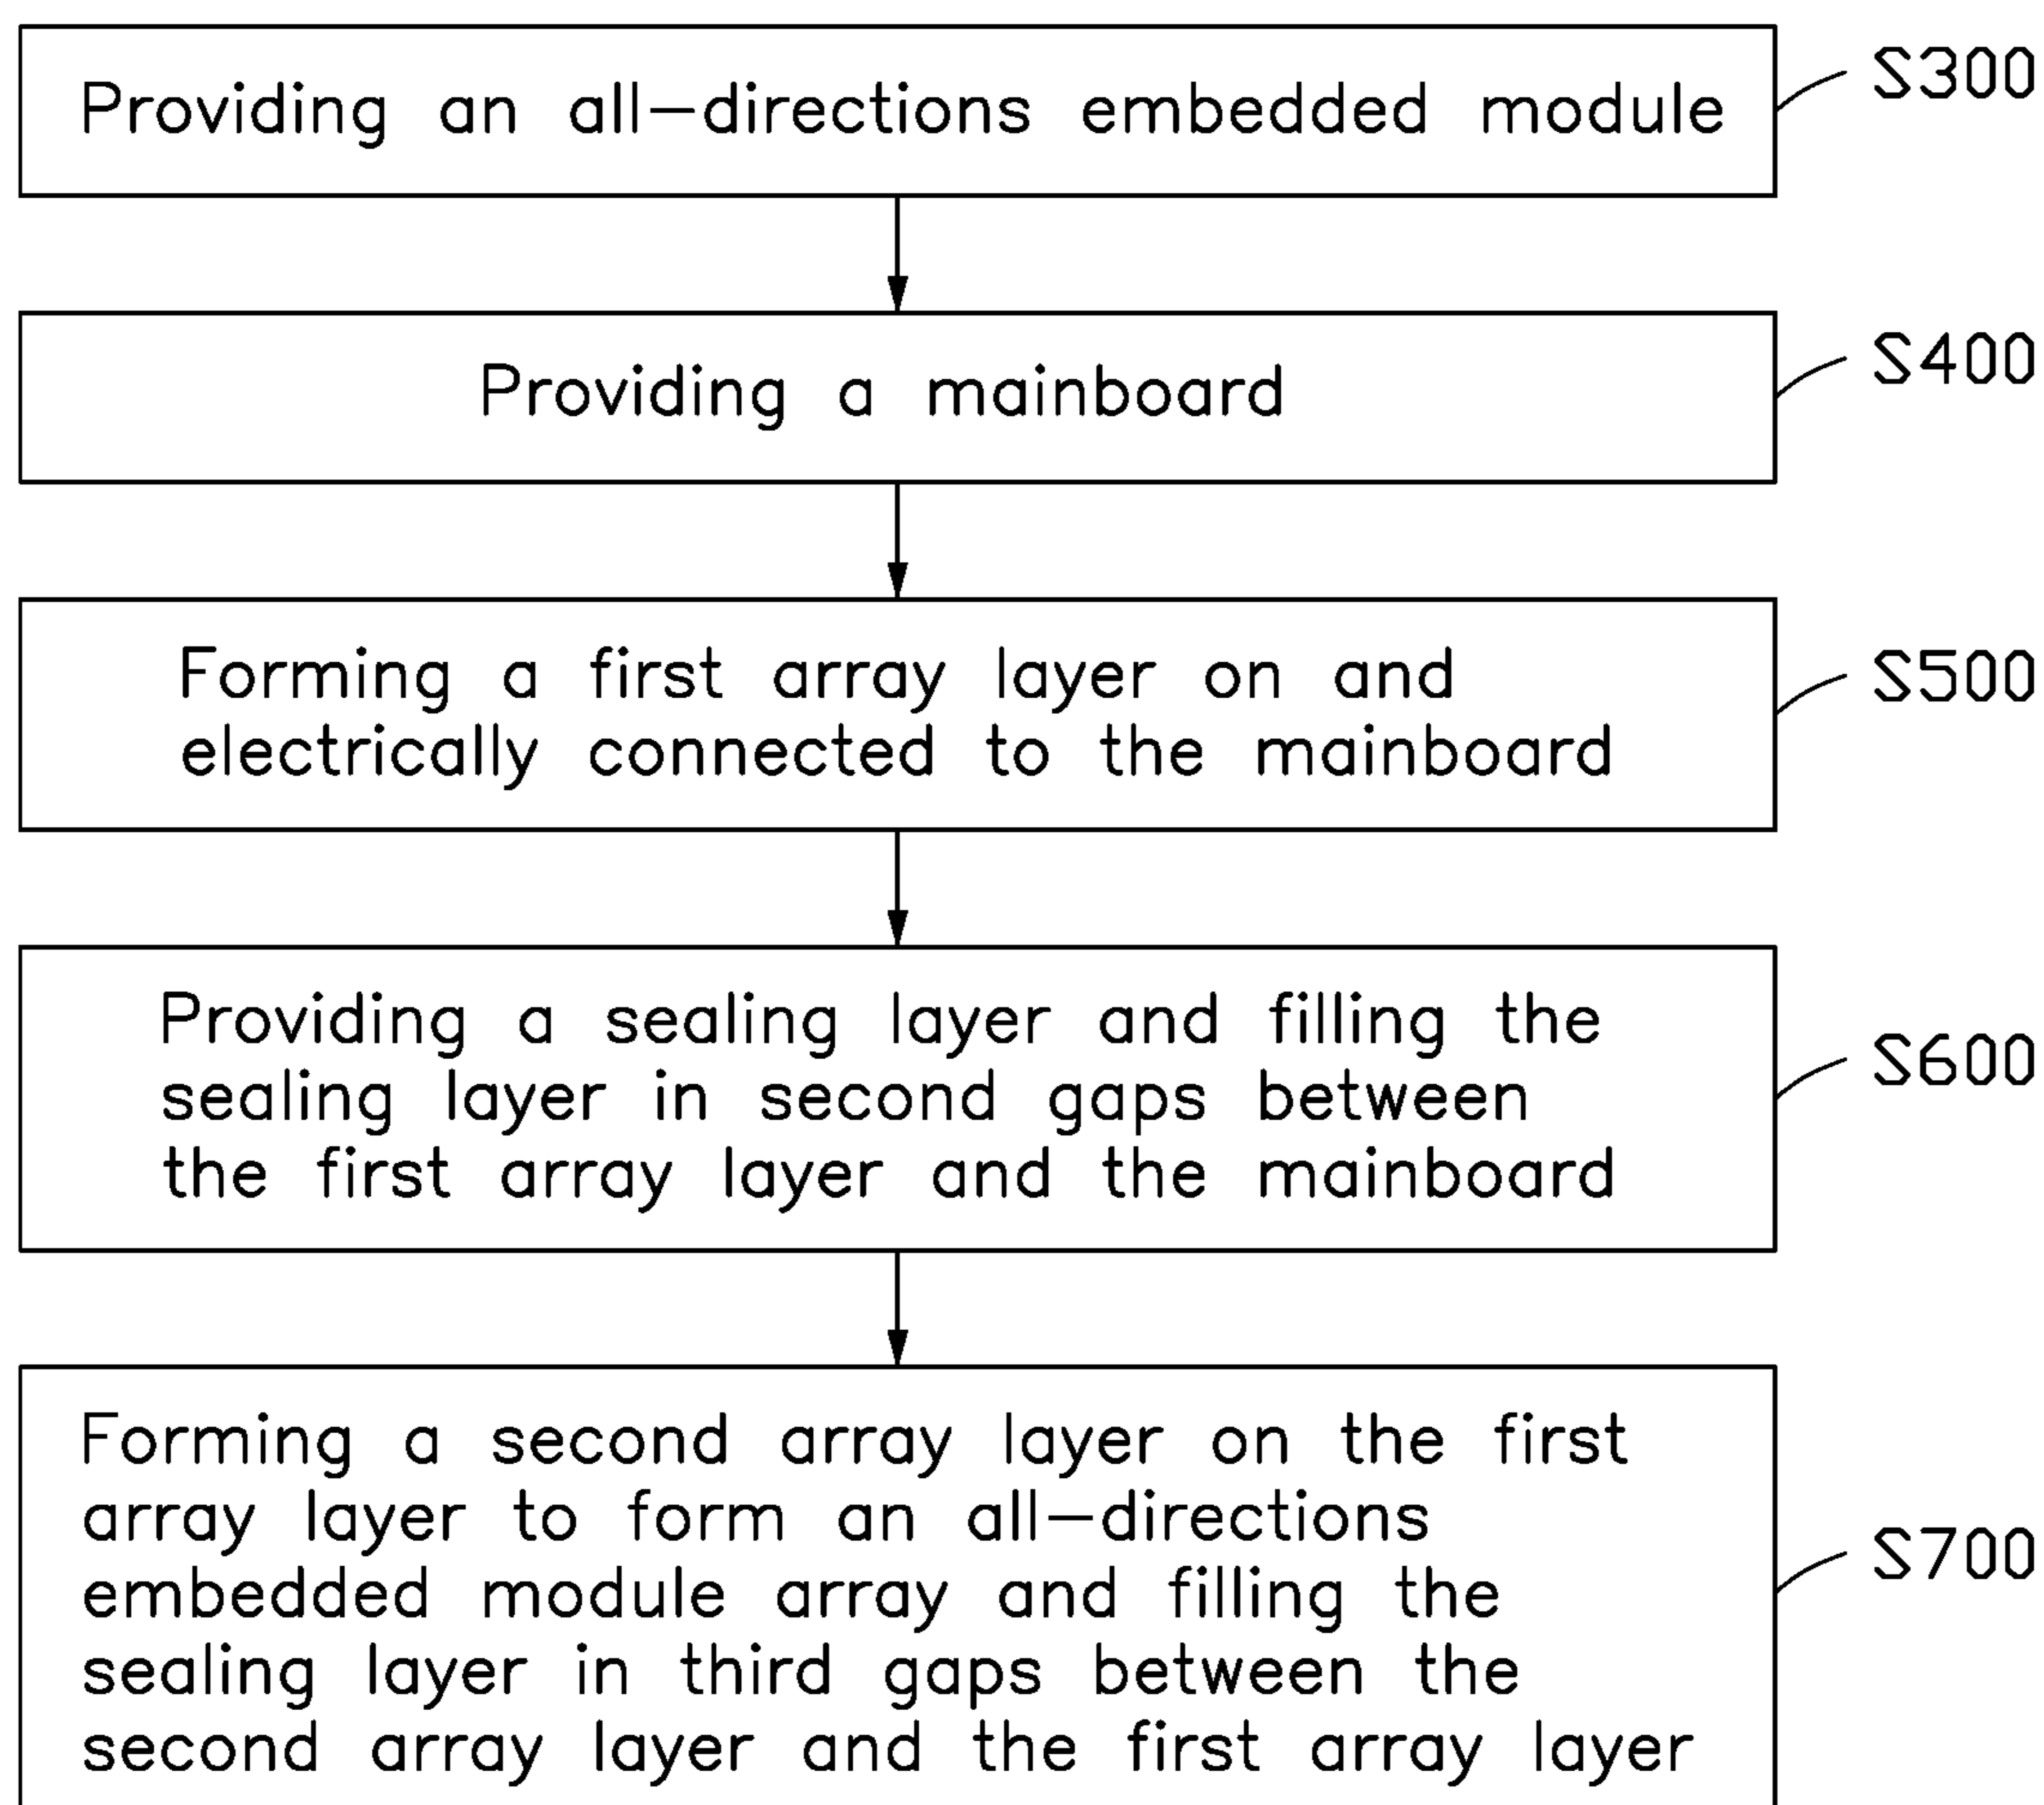 Providing an all-directions embedded module
S300
Providing a mainboard
S400
Forming a first array layer on and
electrically connected to the mainboard
S500
Providing a sealing layer and filling the
sealing layer in second gaps between
the first array layer and the mainboard
S600
Forming a second array layer on the first
array layer to form an all-directions
embedded module array and filling the
sealing layer in third gaps between the
second array layer and the first array layer
S700